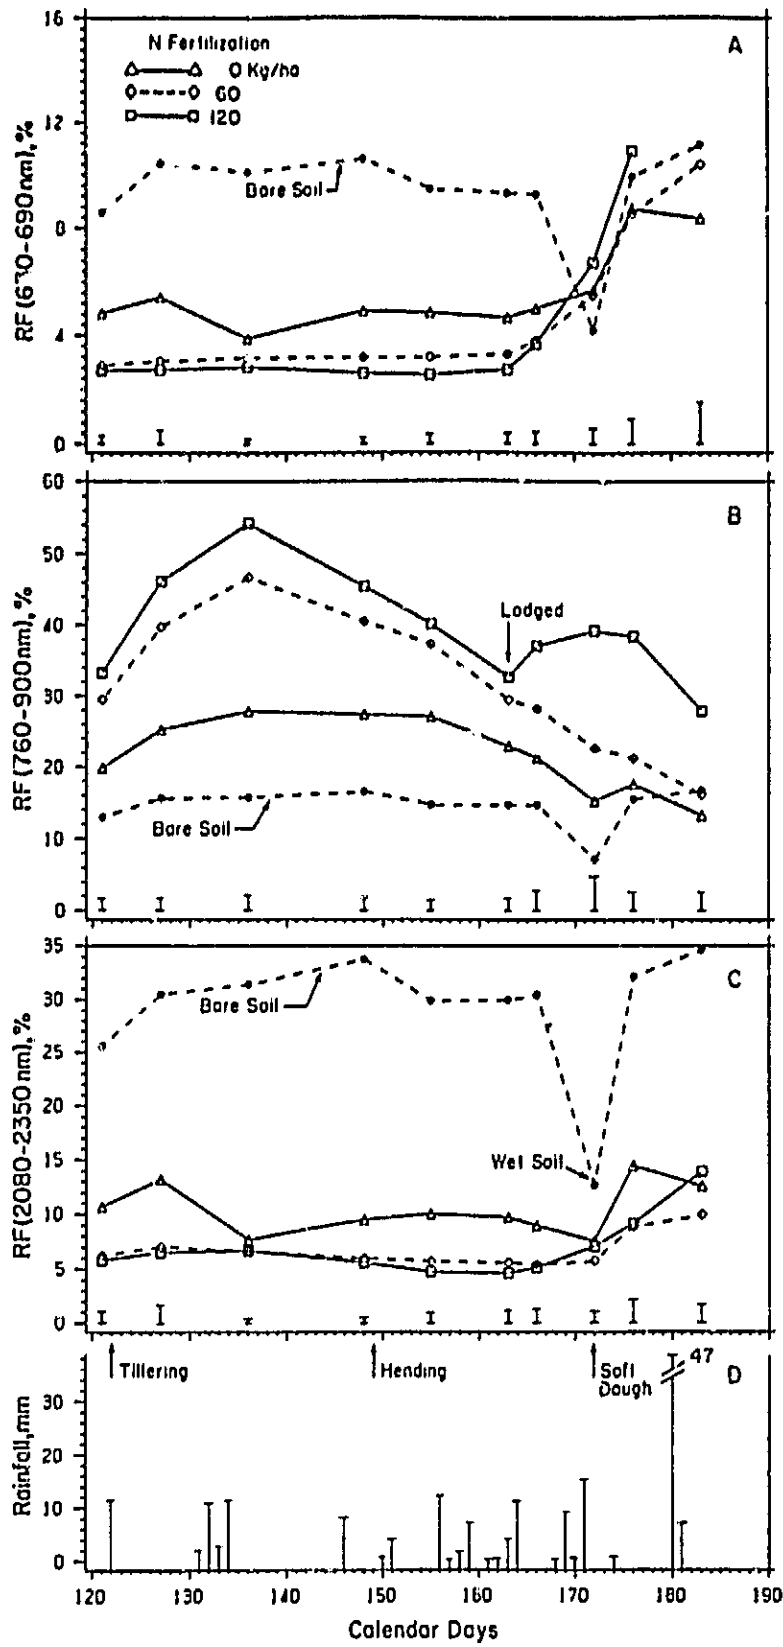 N Fertilization
0 Kg/ha
60
120
A
16
12
8
4
0
RF(630-690nm),%
Bare Soil
B
60
50
40
30
20
10
0
RF(760-900nm),%
Lodged
Bare Soil
C
35
30
25
20
15
10
5
0
RF(2080-2350nm),%
Bare Soil
Wet Soil
D
Tillering
Heading
Soft
Dough
47
30
20
10
0
Rainfall,mm
120 130 140 150 160 170 180 190
Calendar Days